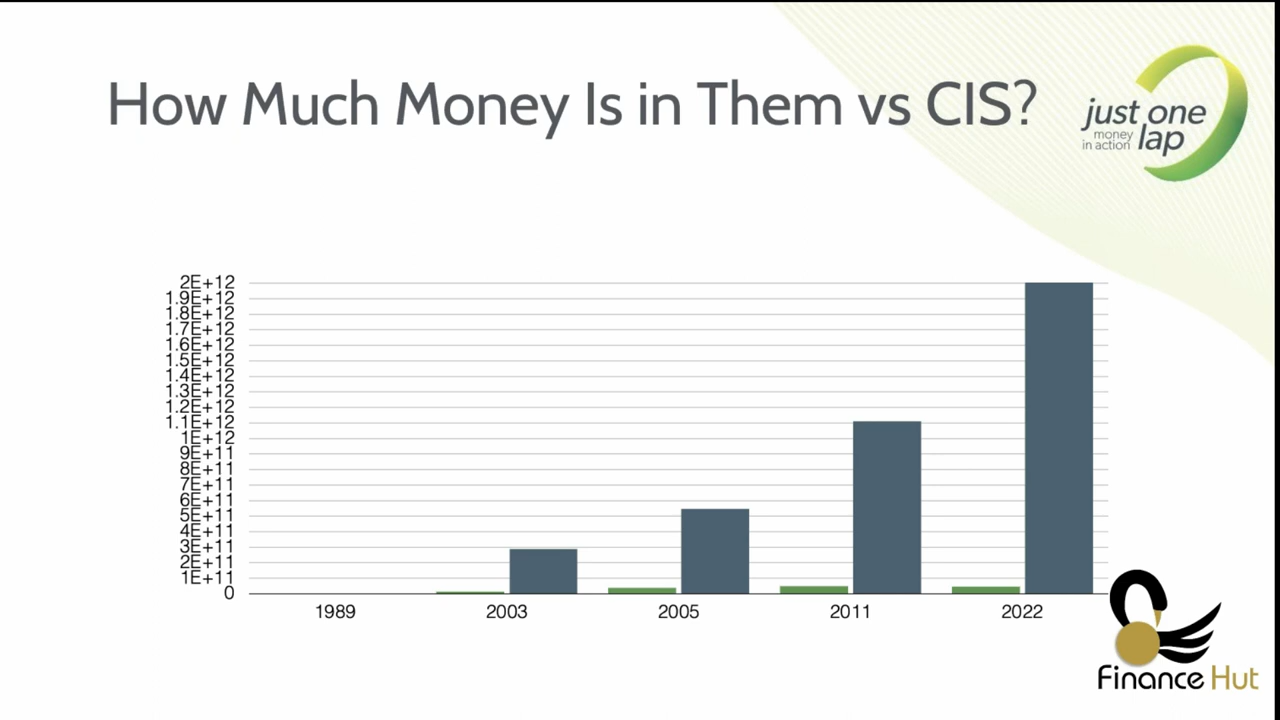 How Much Money Is in Them vs CIS?
just one
money
in action
lap
2E+12
1.9E+12
1.8E+12
1.7E+12
1.6E+12
1.5E+12
1.4E+12
1.3E+12
1.2E+12
1.1E+12
1E+12
9E+11
8E+11
7E+11
6E+11
5E+11
4E+11
3E+11
2E+11
1E+11
0
1989 2003 2005 2011 2022
Finance Hut